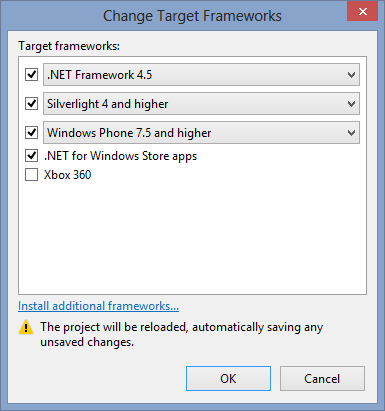 Change Target Frameworks
Target frameworks:
.NET Framework 4.5
Silverlight 4 and higher
Windows Phone 7.5 and higher
.NET for Windows Store apps
Xbox 360
Install additional frameworks...
The project will be reloaded, automatically saving any
unsaved changes.
OK
Cancel